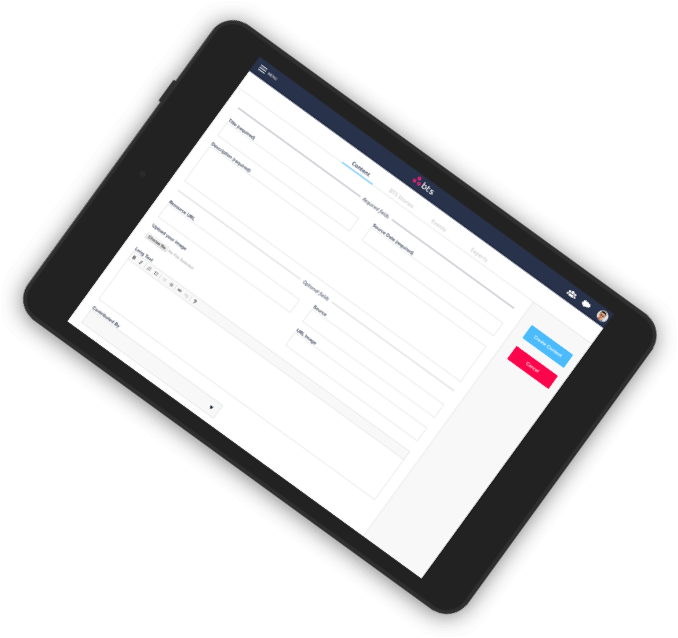 MENU
bts
Content
BTS Stories
Events
Experts
Required fields
Title (required)
Source Date (required)
Description (required)
Optional fields
Resource URL
Source
Upload your image
URL Image
Choose file
No file selected
Long Text
Contributed By
Create Content
Cancel